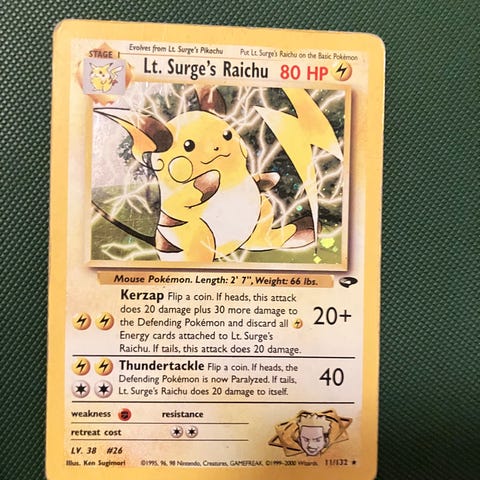 STAGE 1
Evolves from Lt. Surge's Pikachu
Put Lt. Surge's Raichu on the Basic Pokémon
Lt. Surge's Raichu 80 HP
Mouse Pokémon. Length: 2' 7", Weight: 66 lbs.
Kerzap Flip a coin. If heads, this attack
does 20 damage plus 30 more damage to
the Defending Pokémon and discard all
Energy cards attached to Lt. Surge's
Raichu. If tails, this attack does 20 damage.
20+
Thundertackle Flip a coin. If heads, the
Defending Pokémon is now Paralyzed. If tails,
Lt. Surge's Raichu does 20 damage to itself.
40
weakness
resistance
retreat cost
LV. 38 #26
Illus. Ken Sugimori
©1995, 96, 98 Nintendo, Creatures, GAMEFREAK. ©1999-2000 Wizards.
11/132 ★